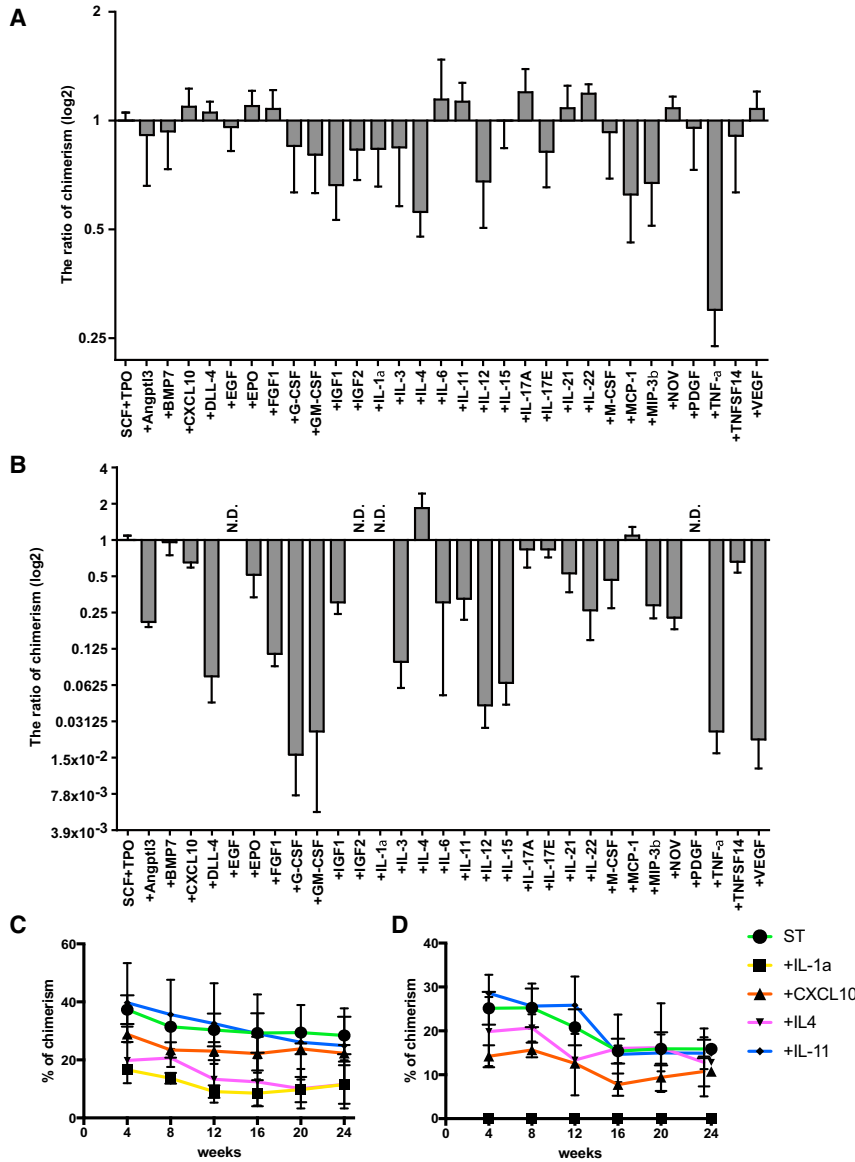 A
The ratio of chimerism (log2)
2
1
0.5
0.25
SCF+TPO
+Angptl3
+BMP7
+CXCL10
+DLL-4
+EGF
+EPO
+FGF1
+G-CSF
+GM-CSF
+IGF1
+IGF2
+IL-1a
+IL-3
+IL-4
+IL-6
+IL-11
+IL-12
+IL-15
+IL-17A
+IL-17E
+IL-21
+IL-22
+M-CSF
+MCP-1
+MIP-3b
+NOV
+PDGF
+TNF-a
+TNFSF14
+VEGF
B
The ratio of chimerism (log2)
4
2
1
0.5
0.25
0.125
0.0625
0.03125
1.5x10⁻²
7.8x10⁻³
3.9x10⁻³
N.D.
N.D.
N.D.
N.D.
SCF+TPO
+Angptl3
+BMP7
+CXCL10
+DLL-4
+EGF
+EPO
+FGF1
+G-CSF
+GM-CSF
+IGF1
+IGF2
+IL-1a
+IL-3
+IL-4
+IL-6
+IL-11
+IL-12
+IL-15
+IL-17A
+IL-17E
+IL-21
+IL-22
+M-CSF
+MCP-1
+MIP-3b
+NOV
+PDGF
+TNF-a
+TNFSF14
+VEGF
C
% of chimerism
60
40
20
0
0 4 8 12 16 20 24
weeks
D
% of chimerism
40
30
20
10
0
0 4 8 12 16 20 24
weeks
ST
+IL-1a
+CXCL10
+IL4
+IL-11